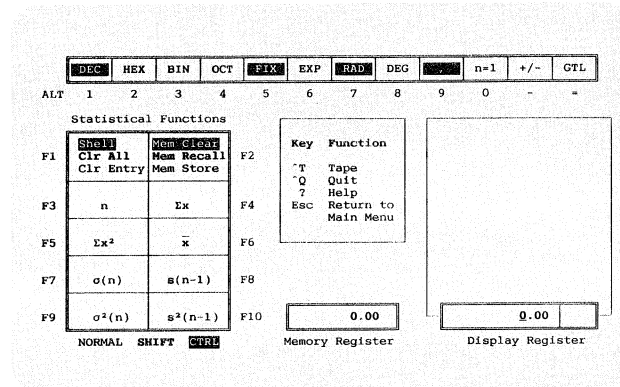 DEC HEX BIN OCT FIX EXP RAD DEG , n=1 +/- GTL
ALT 1 2 3 4 5 6 7 8 9 0 - =
Statistical Functions
F1 Shell Mem Clear F2
Clr All Mem Recall
Clr Entry Mem Store
F3 n Σx F4
F5 Σx² x̄ F6
F7 σ(n) s(n-1) F8
F9 σ²(n) s²(n-1) F10
NORMAL SHIFT CTRL
Key Function
^T Tape
^Q Quit
? Help
Esc Return to
Main Menu
0.00
Memory Register
0.00
Display Register